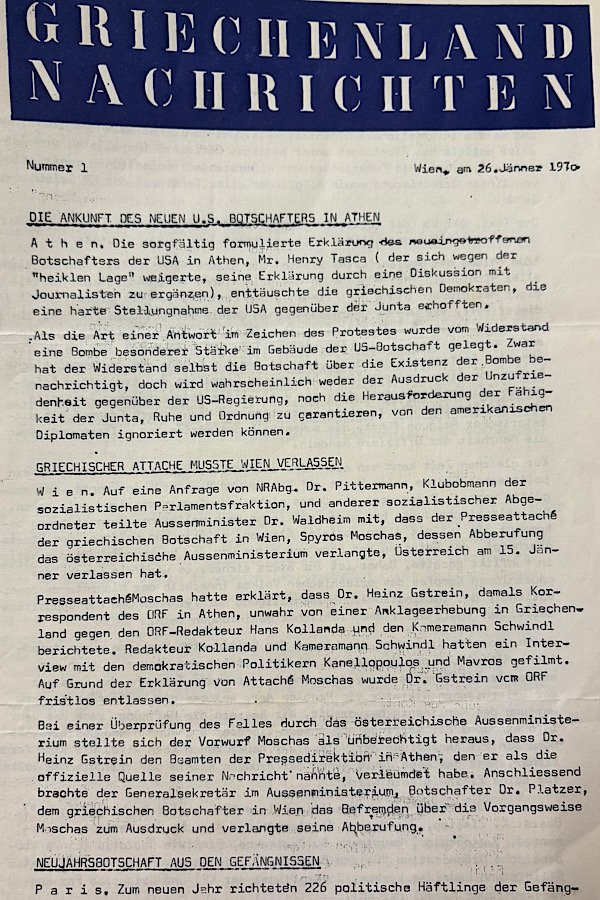 GRIECHENLAND
NACHRICHTEN
Nummer 1 Wien, am 26.Jänner 1970
DIE ANKUNFT DES NEUEN U.S. BOTSCHAFTERS IN ATHEN
A t h e n. Die sorgfältig formulierte Erklärung des neueingetroffenen
Botschafters der USA in Athen, Mr. Henry Tasca ( der sich wegen der
"heiklen Lage" weigerte, seine Erklärung durch eine Diskussion mit
Journalisten zu ergänzen), enttäuschte die griechischen Demokraten, die
eine harte Stellungnahme der USA gegenüber der Junta erhofften.
Als die Art einer Antwort im Zeichen des Protestes wurde vom Widerstand
eine Bombe besonderer Stärke im Gebäude der US-Botschaft gelegt. Zwar
hat der Widerstand selbst die Botschaft über die Existenz der Bombe be-
nachrichtigt, doch wird wahrscheinlich weder der Ausdruck der Unzufrie-
denheit gegenüber der US-Regierung, noch die Herausforderung der Fähig-
keit der Junta, Ruhe und Ordnung zu garantieren, von den amerikanischen
Diplomaten ignoriert werden können.
GRIECHISCHER ATTACHE MUSSTE WIEN VERLASSEN
W i e n. Auf eine Anfrage von NRAbg. Dr. Pittermann, Klubobmann der
sozialistischen Parlamentsfraktion, und anderer sozialistischer Abge-
ordneter teilte Aussenminister Dr. Waldheim mit, dass der Presseattaché
der griechischen Botschaft in Wien, Spyros Moschas, dessen Abberufung
das österreichische Aussenministerium verlangte, Österreich am 15. Jän-
ner verlassen hat.
PresseattachéMoschas hatte erklärt, dass Dr. Heinz Gstrein, damals Kor-
respondent des ORF in Athen, unwahr von einer Anklageerhebung in Griechen-
land gegen den ORF-Redakteur Hans Kollanda und den Kameramann Schwindl
berichtete. Redakteur Kollanda und Kameramann Schwindl hatten ein Inter-
view mit den demokratischen Politikern Kanellopoulos und Mavros gefilmt.
Auf Grund der Erklärung von Attaché Moschas wurde Dr. Gstrein vom ORF
fristlos entlassen.
Bei einer Überprüfung des Falles durch das österreichische Aussenministe-
rium stellte sich der Vorwurf Moschas als unberechtigt heraus, dass Dr.
Heinz Gstrein den Beamten der Pressedirektion in Athen, den er als die
offizielle Quelle seiner Nachricht nannte, verleumdet habe. Anschliessend
brachte der Generalsekretär im Aussenministerium, Botschafter Dr. Platzer,
dem griechischen Botschafter in Wien das Befremden über die Vorgangsweise
Moschas zum Ausdruck und verlangte seine Abberufung.
NEUJAHRSBOTSCHAFT AUS DEN GEFÄNGNISSEN
P a r i s. Zum neuen Jahr richteten 226 politische Häftlinge der Gefäng-